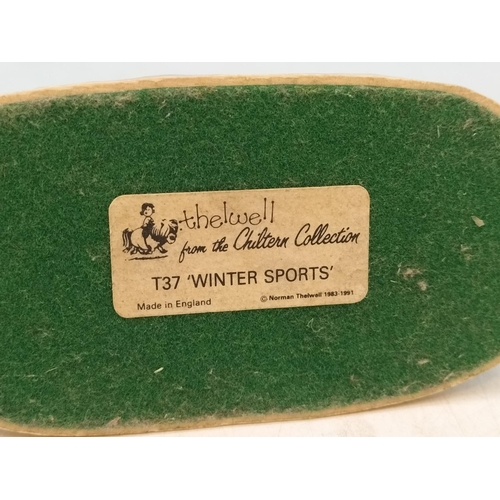 thelwell
from the Chiltern Collection
T37 'WINTER SPORTS'
Made in England
© Norman Thelwell 1983-1991